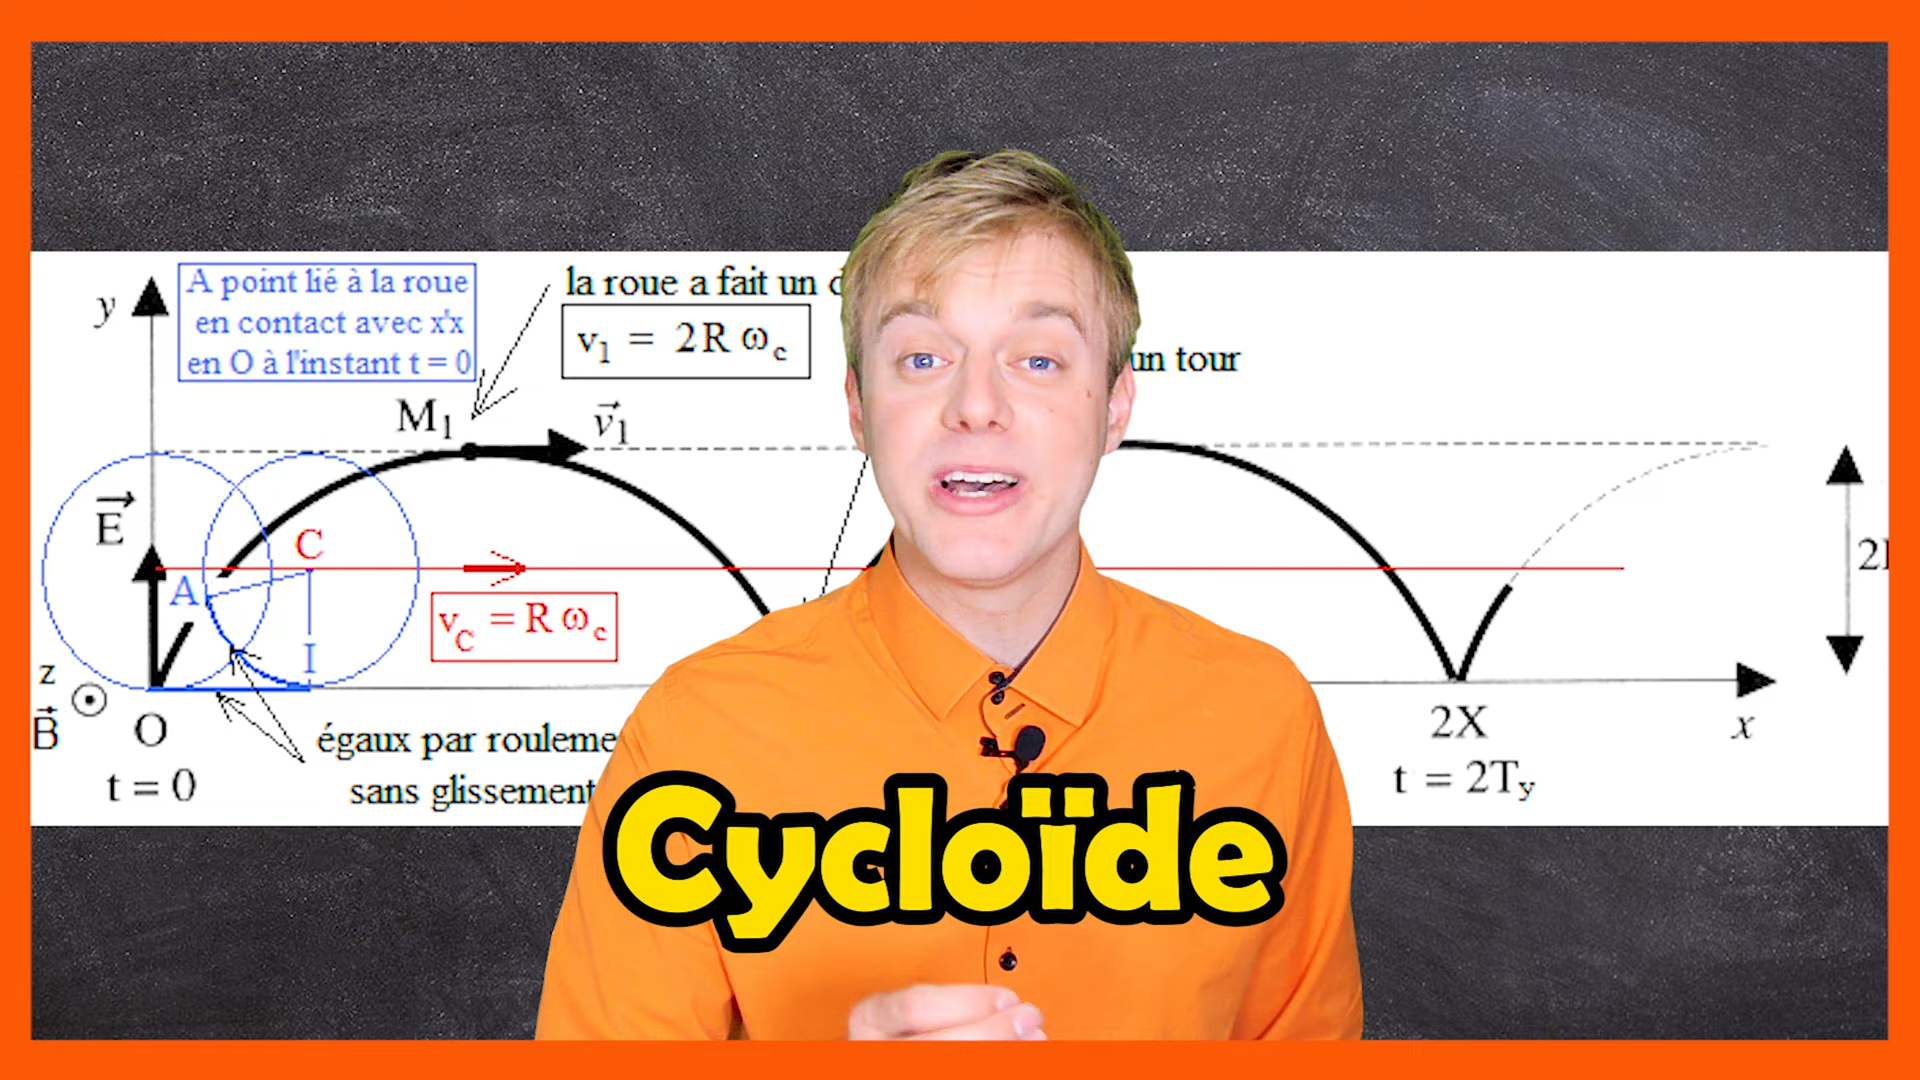 y
A point lié à la roue
en contact avec x'x
en O à l'instant t = 0
la roue a fait un
v₁ = 2R ω꜀
un tour
M₁
v⃗₁
E⃗
C
A
v_C = R ω꜀
I
z
B⃗
O
t = 0
égaux par
sans glissement
2X
t = 2Tᵧ
x
Cycloïde